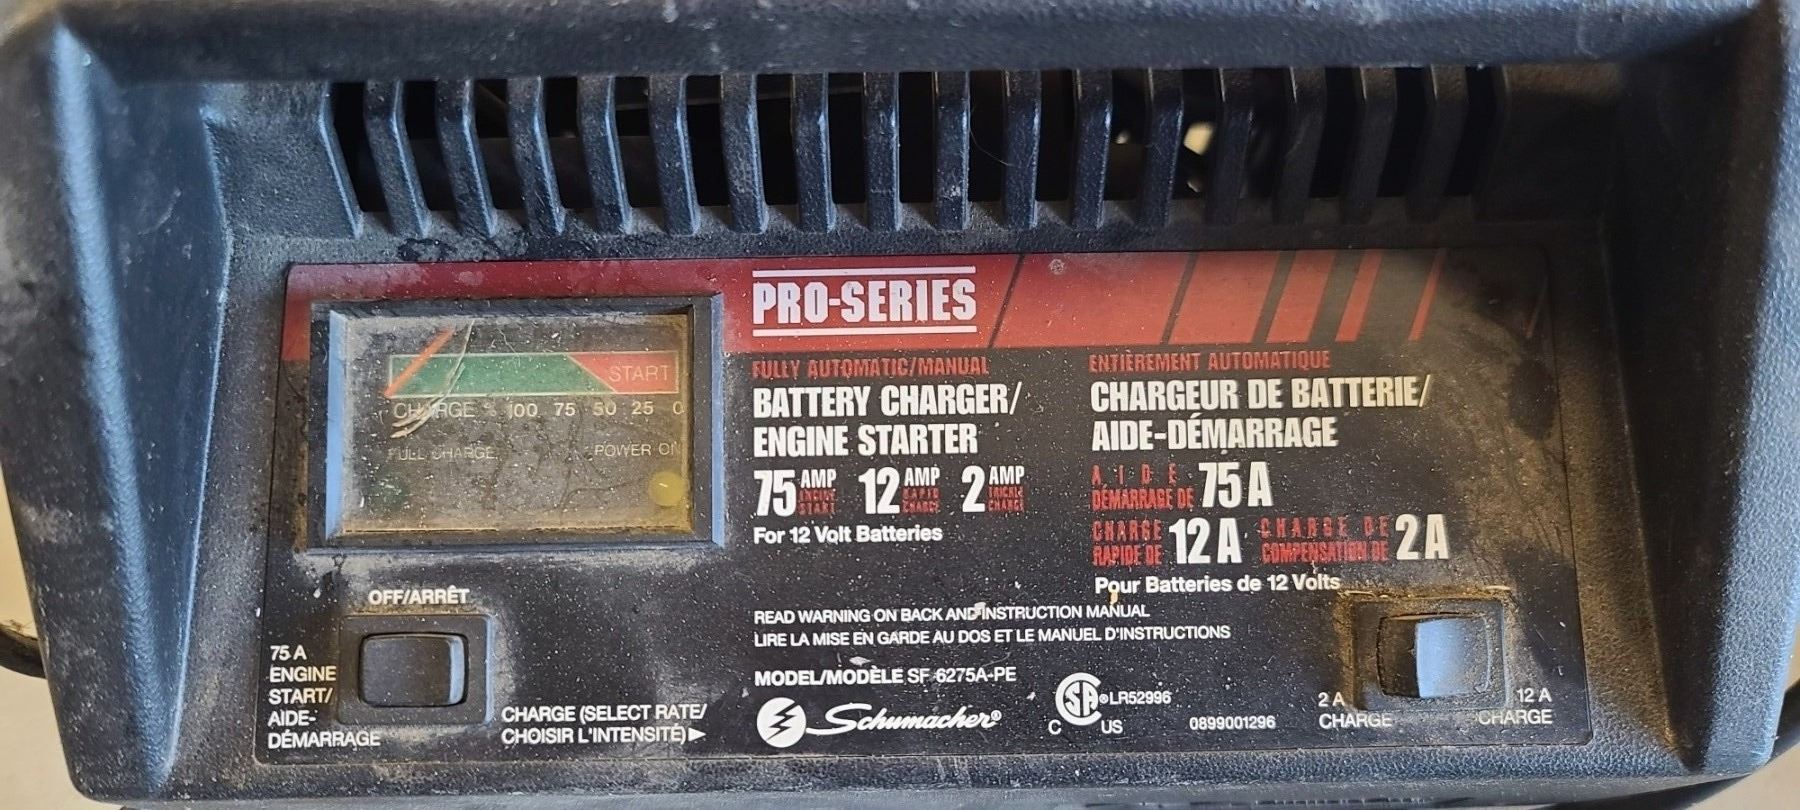 PRO-SERIES
START
CHARGE % 100 75 50 25 0
FULL CHARGE
POWER ON
FULLY AUTOMATIC/MANUAL
BATTERY CHARGER/
ENGINE STARTER
75 AMP ENGINE START 12 AMP RAPID CHARGE 2 AMP TRICKLE CHARGE
For 12 Volt Batteries
ENTIÈREMENT AUTOMATIQUE
CHARGEUR DE BATTERIE/
AIDE-DÉMARRAGE
AIDE DÉMARRAGE DE 75 A
CHARGE RAPIDE DE 12 A CHARGE DE COMPENSATION DE 2 A
Pour Batteries de 12 Volts
READ WARNING ON BACK AND INSTRUCTION MANUAL
LIRE LA MISE EN GARDE AU DOS ET LE MANUEL D'INSTRUCTIONS
MODEL/MODÈLE SF 6275A-PE
Schumacher®
C SA ® LR52996
C US
0899001296
OFF/ARRÊT
75 A
ENGINE
START/
AIDE-
DÉMARRAGE
CHARGE (SELECT RATE/
CHOISIR L'INTENSITÉ)▶
2 A
CHARGE
12 A
CHARGE